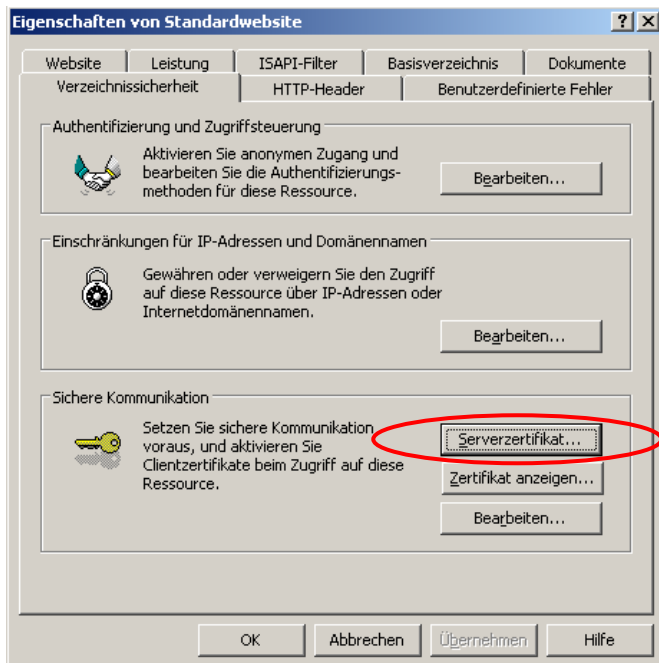 Eigenschaften von Standardwebsite
Website Leistung ISAPI-Filter Basisverzeichnis Dokumente
Verzeichnissicherheit HTTP-Header Benutzerdefinierte Fehler
Authentifizierung und Zugriffsteuerung
Aktivieren Sie anonymen Zugang und
bearbeiten Sie die Authentifizierungs-
methoden für diese Ressource.
Bearbeiten...
Einschränkungen für IP-Adressen und Domänennamen
Gewähren oder verweigern Sie den Zugriff
auf diese Ressource über IP-Adressen oder
Internetdomänennamen.
Bearbeiten...
Sichere Kommunikation
Setzen Sie sichere Kommunikation
voraus, und aktivieren Sie
Clientzertifikate beim Zugriff auf diese
Ressource.
Serverzertifikat...
Zertifikat anzeigen...
Bearbeiten...
OK Abbrechen Übernehmen Hilfe